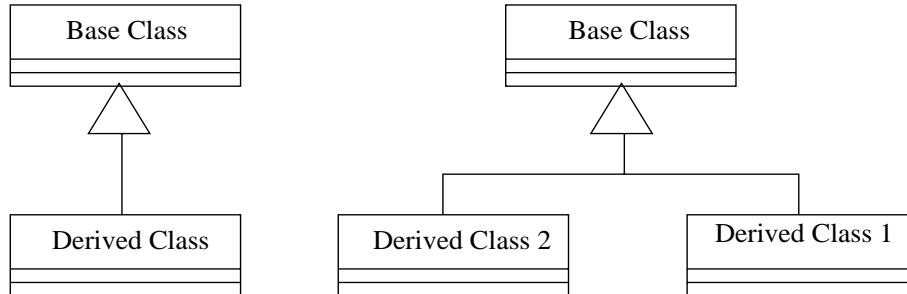 Base Class
Base Class
Derived Class
Derived Class 2
Derived Class 1